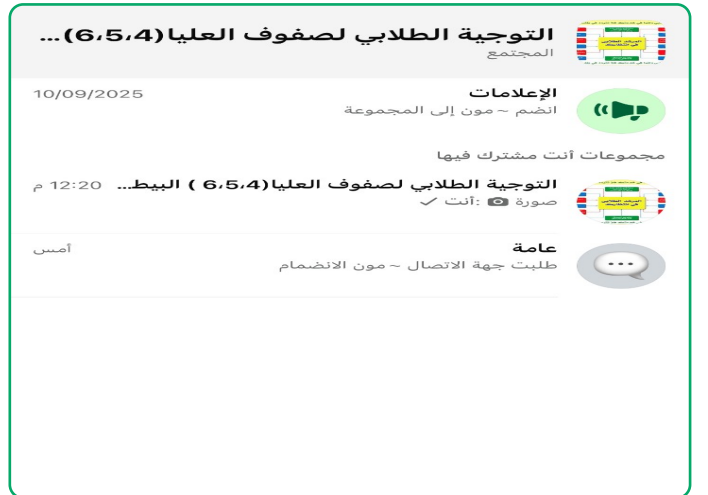 التوجية الطلابي لصفوف العليا(6،5،4)...
المجتمع
الإعلامات
10/09/2025
انضم ~ مون إلى المجموعة
مجموعات أنت مشترك فيها
التوجية الطلابي لصفوف العليا(6،5،4 ) البيط...
12:20 م
أنت: صورة
عامة
أمس
طلبت جهة الاتصال ~ مون الانضمام